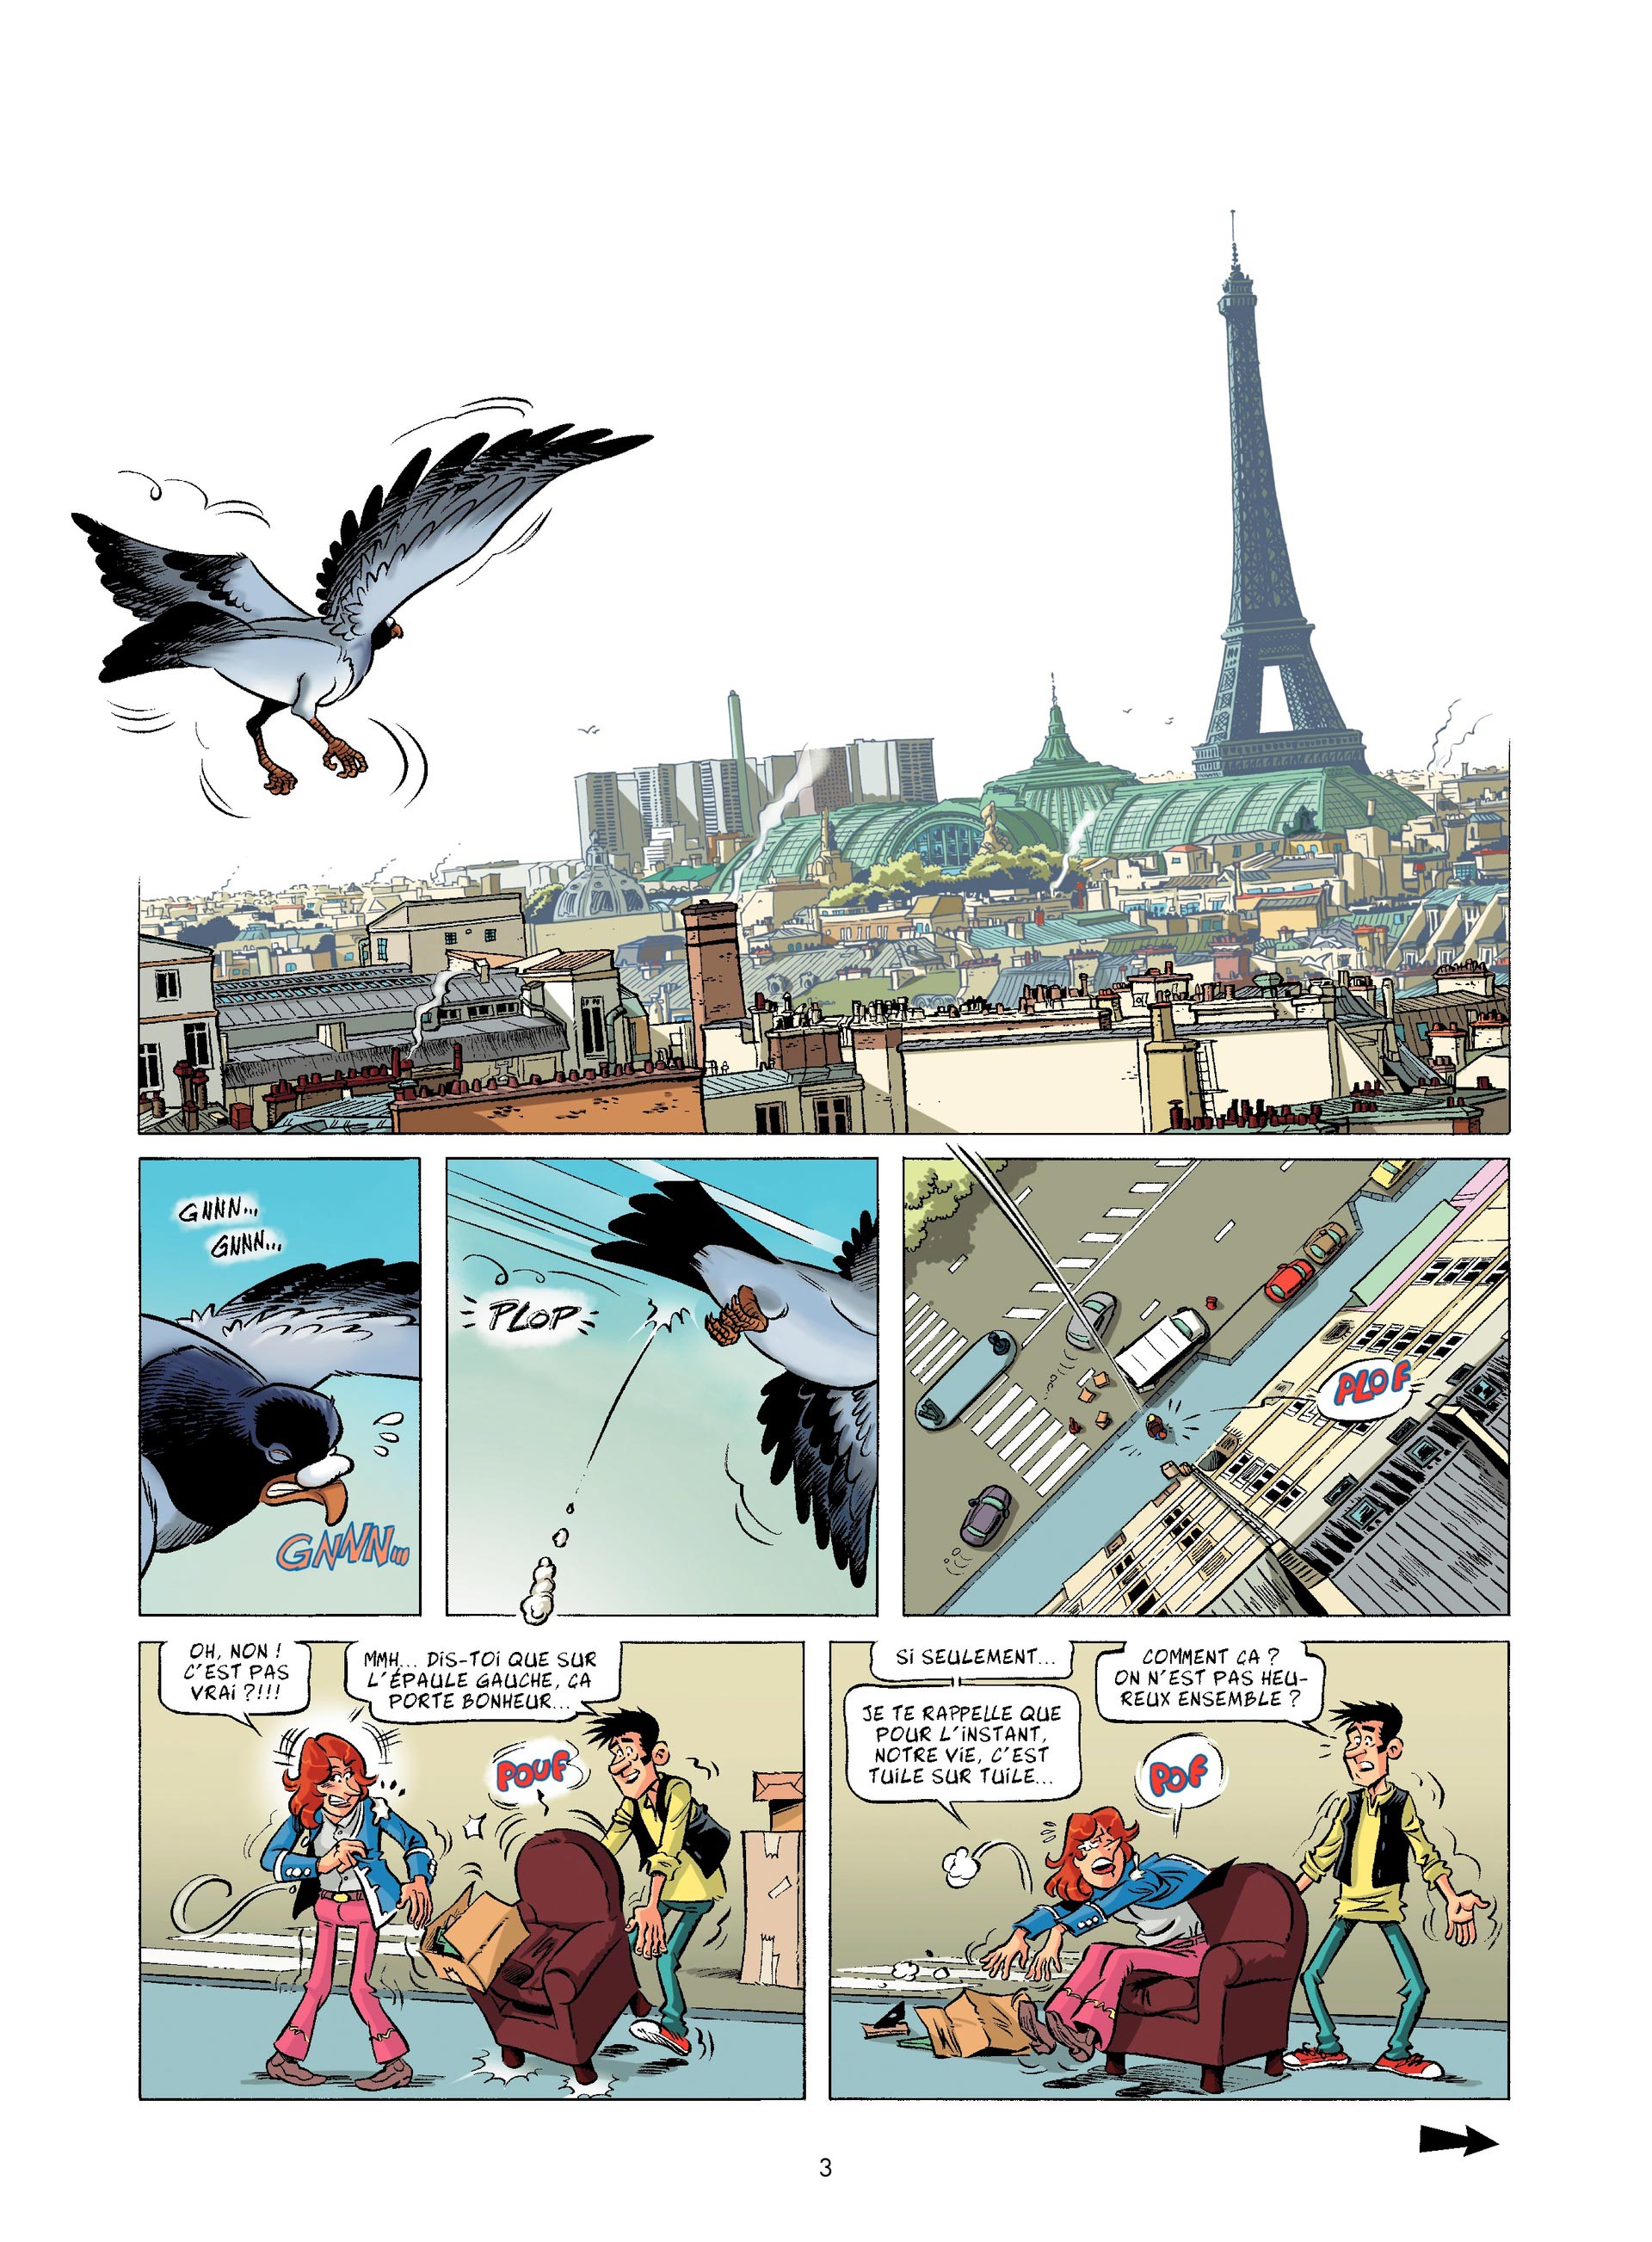 GNNN...
GNNN...
GNNN...
PLOP
PLOF
OH, NON !
C'EST PAS
VRAI ?!!!
MMH... DIS-TOI QUE SUR
L'ÉPAULE GAUCHE, ÇA
PORTE BONHEUR...
POUF
SI SEULEMENT...
JE TE RAPPELLE QUE
POUR L'INSTANT,
NOTRE VIE, C'EST
TUILE SUR TUILE...
COMMENT ÇA ?
ON N'EST PAS HEU-
REUX ENSEMBLE ?
POF
3